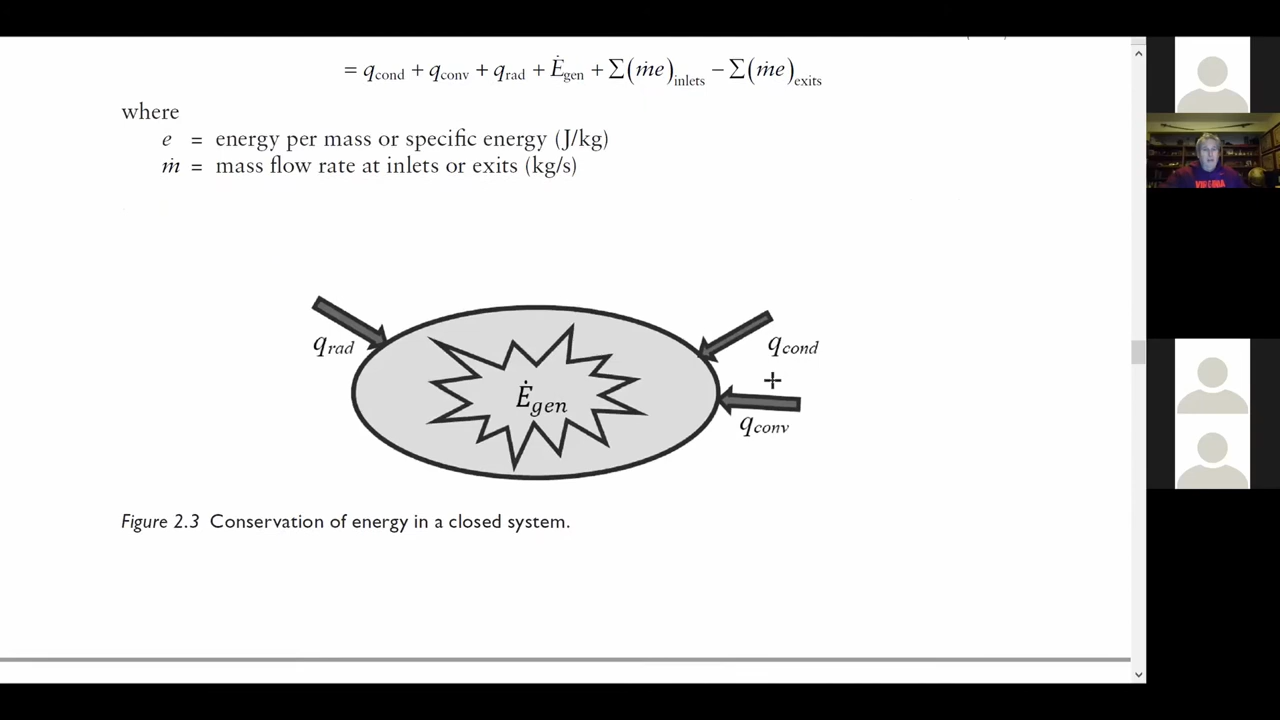 = q_cond + q_conv + q_rad + Ė_gen + ∑(ṁe)_inlets − ∑(ṁe)_exits
where
e = energy per mass or specific energy (J/kg)
ṁ = mass flow rate at inlets or exits (kg/s)
q_rad
q_cond
+
q_conv
Ė_gen
Figure 2.3 Conservation of energy in a closed system.